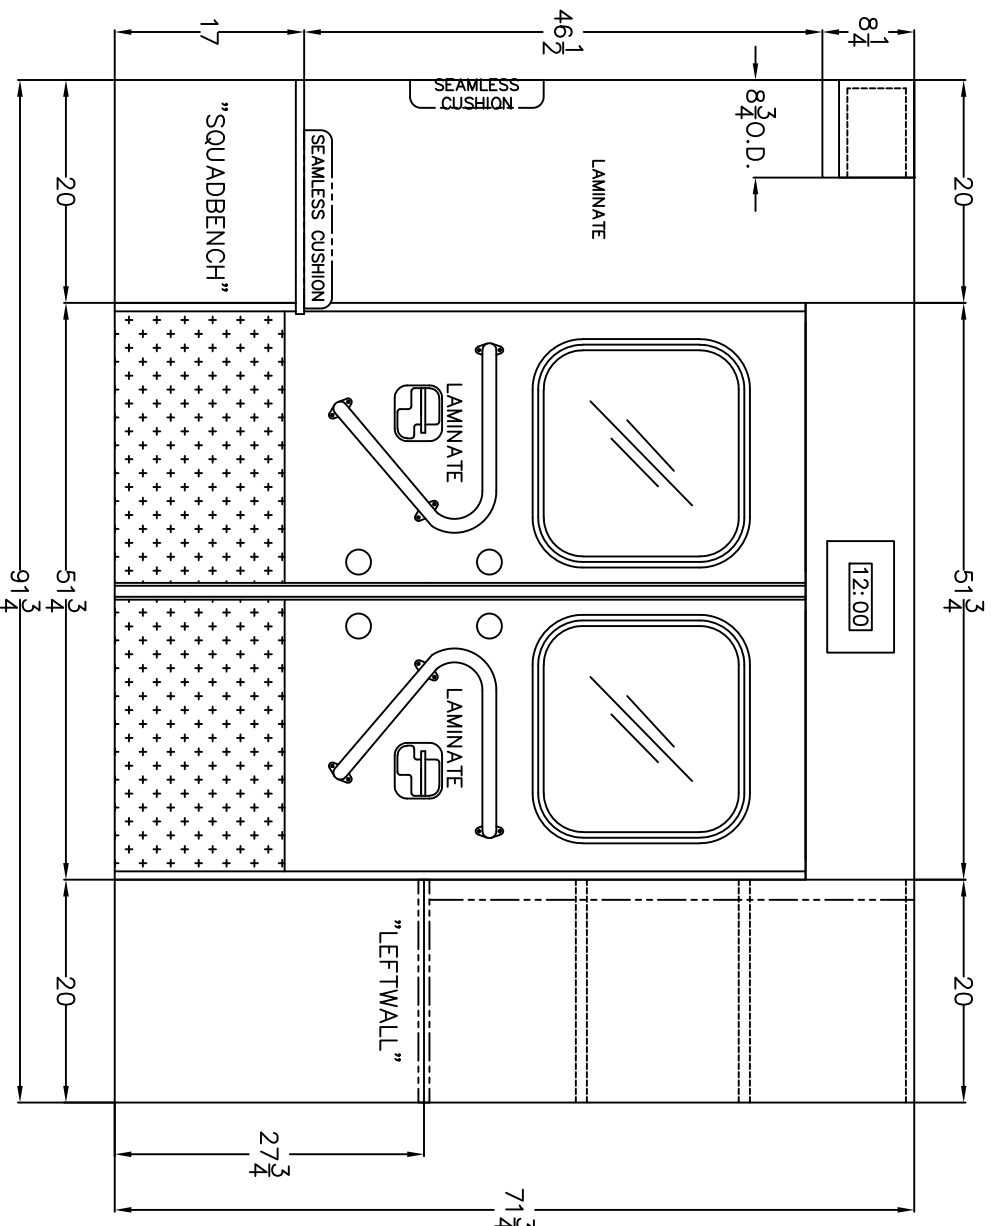 20
51 3/4
20
8 1/4
12:00
8 3/4 O.D.
46 1/2
LAMINATE
SEAMLESS
CUSHION
LAMINATE
LAMINATE
71 3/4
SEAMLESS CUSHION
"LEFTWALL"
27 3/4
17
"SQUADBENCH"
20
51 3/4
20
91 3/4